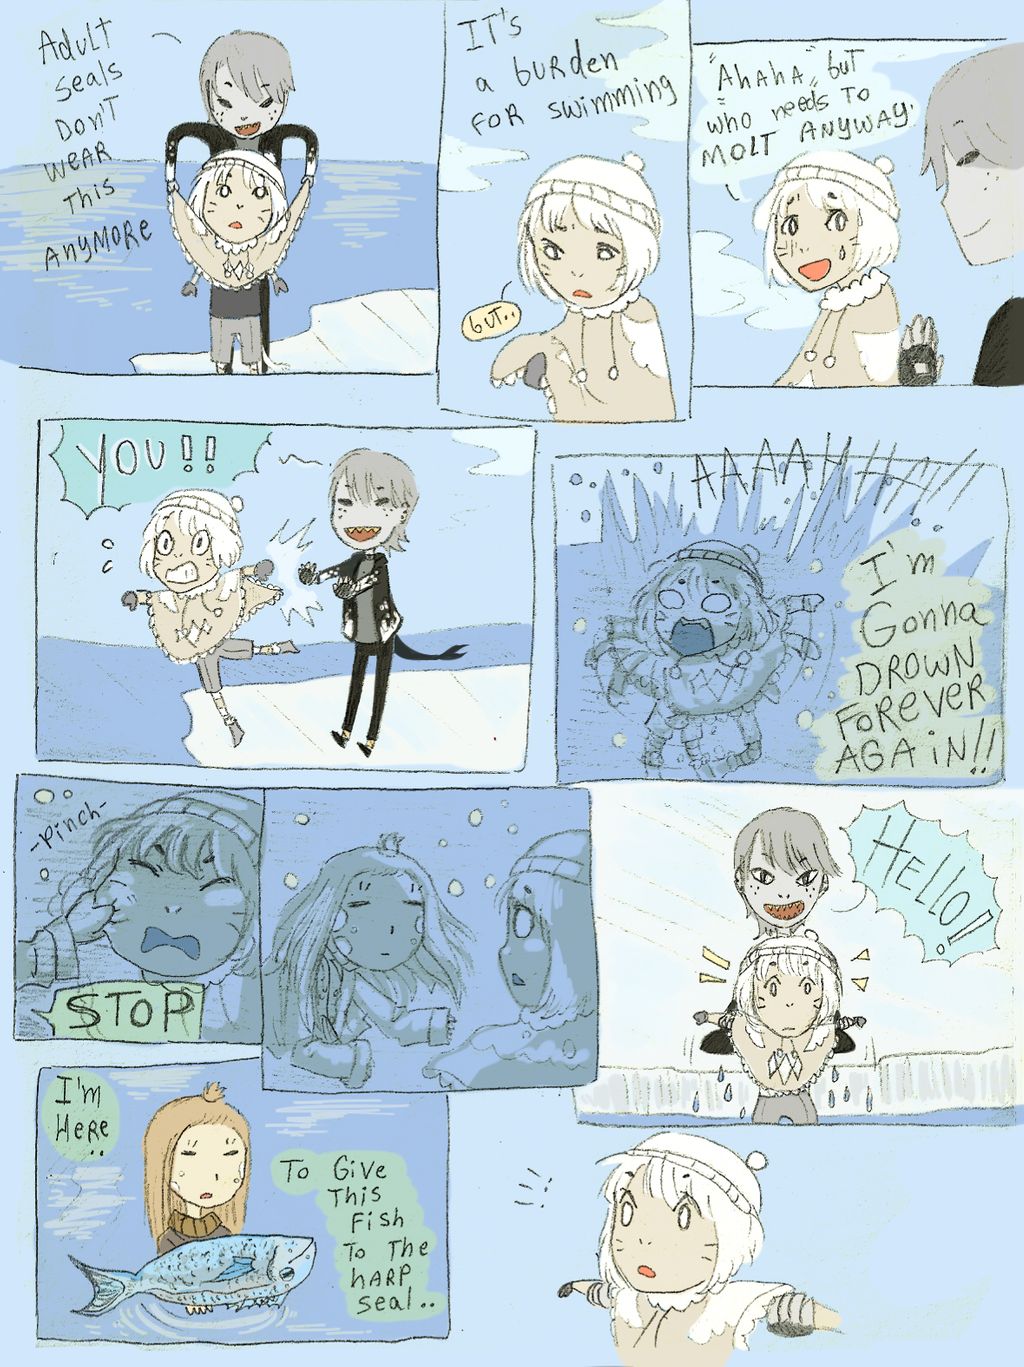 Adult
seals
Don't
wear
This
Anymore
IT's
a burden
for swimming
But..
"Ahaha" but
who needs to
molt anyway.
YOU!!
AAAAHHH!!
I'm
Gonna
DROWN
FOREVER
AGAIN!!
-pinch-
STOP
HELLO!
I'm
Here
..
To Give
This
Fish
To The
harp
seal..